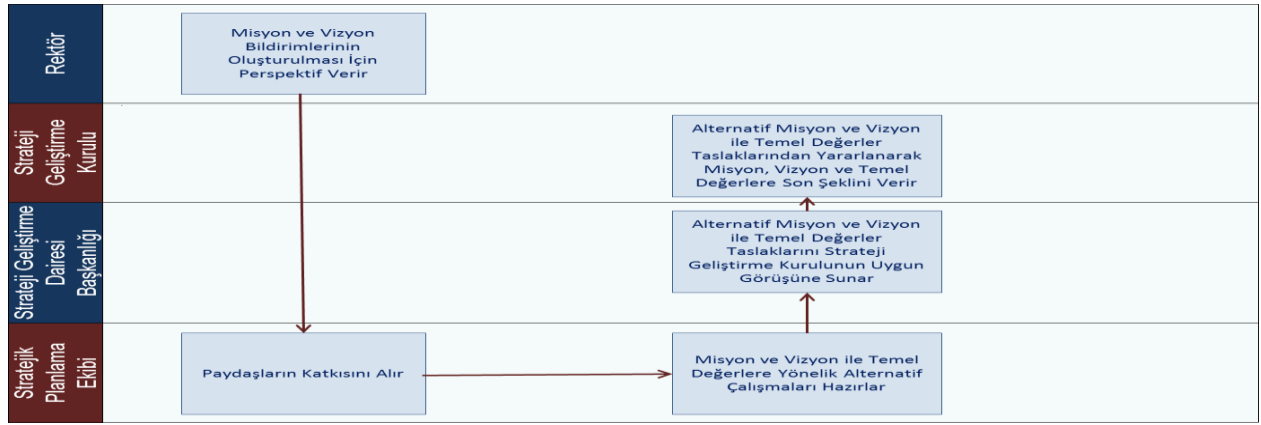 Rektör
Misyon ve Vizyon
Bildirimlerinin
Oluşturulması İçin
Perspektif Verir
Strateji
Geliştirme
Kurulu
Alternatif Misyon ve Vizyon
ile Temel Değerler
Taslaklarından Yararlanarak
Misyon, Vizyon ve Temel
Değerlere Son Şeklini Verir
Strateji Geliştirme
Dairesi
Başkanlığı
Alternatif Misyon ve Vizyon
ile Temel Değerler
Taslaklarını Strateji
Geliştirme Kurulunun Uygun
Görüşüne Sunar
Stratejik
Planlama
Ekibi
Paydaşların Katkısını Alır
Misyon ve Vizyon ile Temel
Değerlere Yönelik Alternatif
Çalışmaları Hazırlar